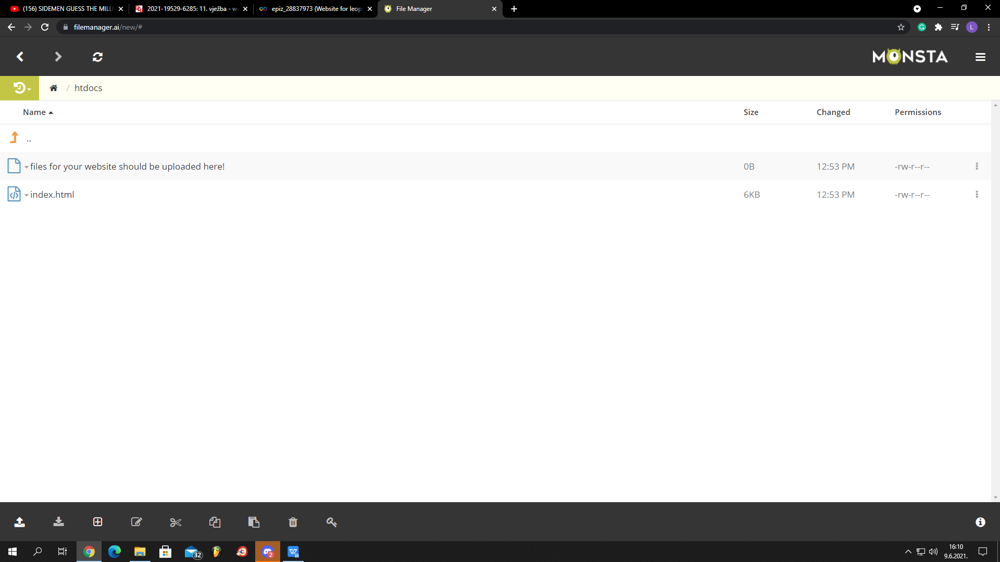 (156) SIDEMEN GUESS THE MILLI
2021-19529-6285: 11. vježba - we
epiz_28837973 (Website for leop
File Manager
filemanager.ai/new/#
L
MONSTA
/ htdocs
Name Size Changed Permissions
..
files for your website should be uploaded here! 0B 12:53 PM -rw-r--r--
index.html 6KB 12:53 PM -rw-r--r--
32
2
16:10
9.6.2021.